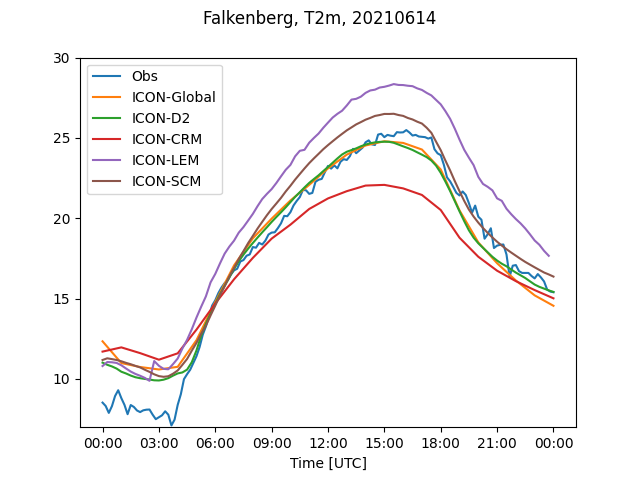 Falkenberg, T2m, 20210614
30
25
20
15
10
Obs
ICON-Global
ICON-D2
ICON-CRM
ICON-LEM
ICON-SCM
00:00 03:00 06:00 09:00 12:00 15:00 18:00 21:00 00:00
Time [UTC]